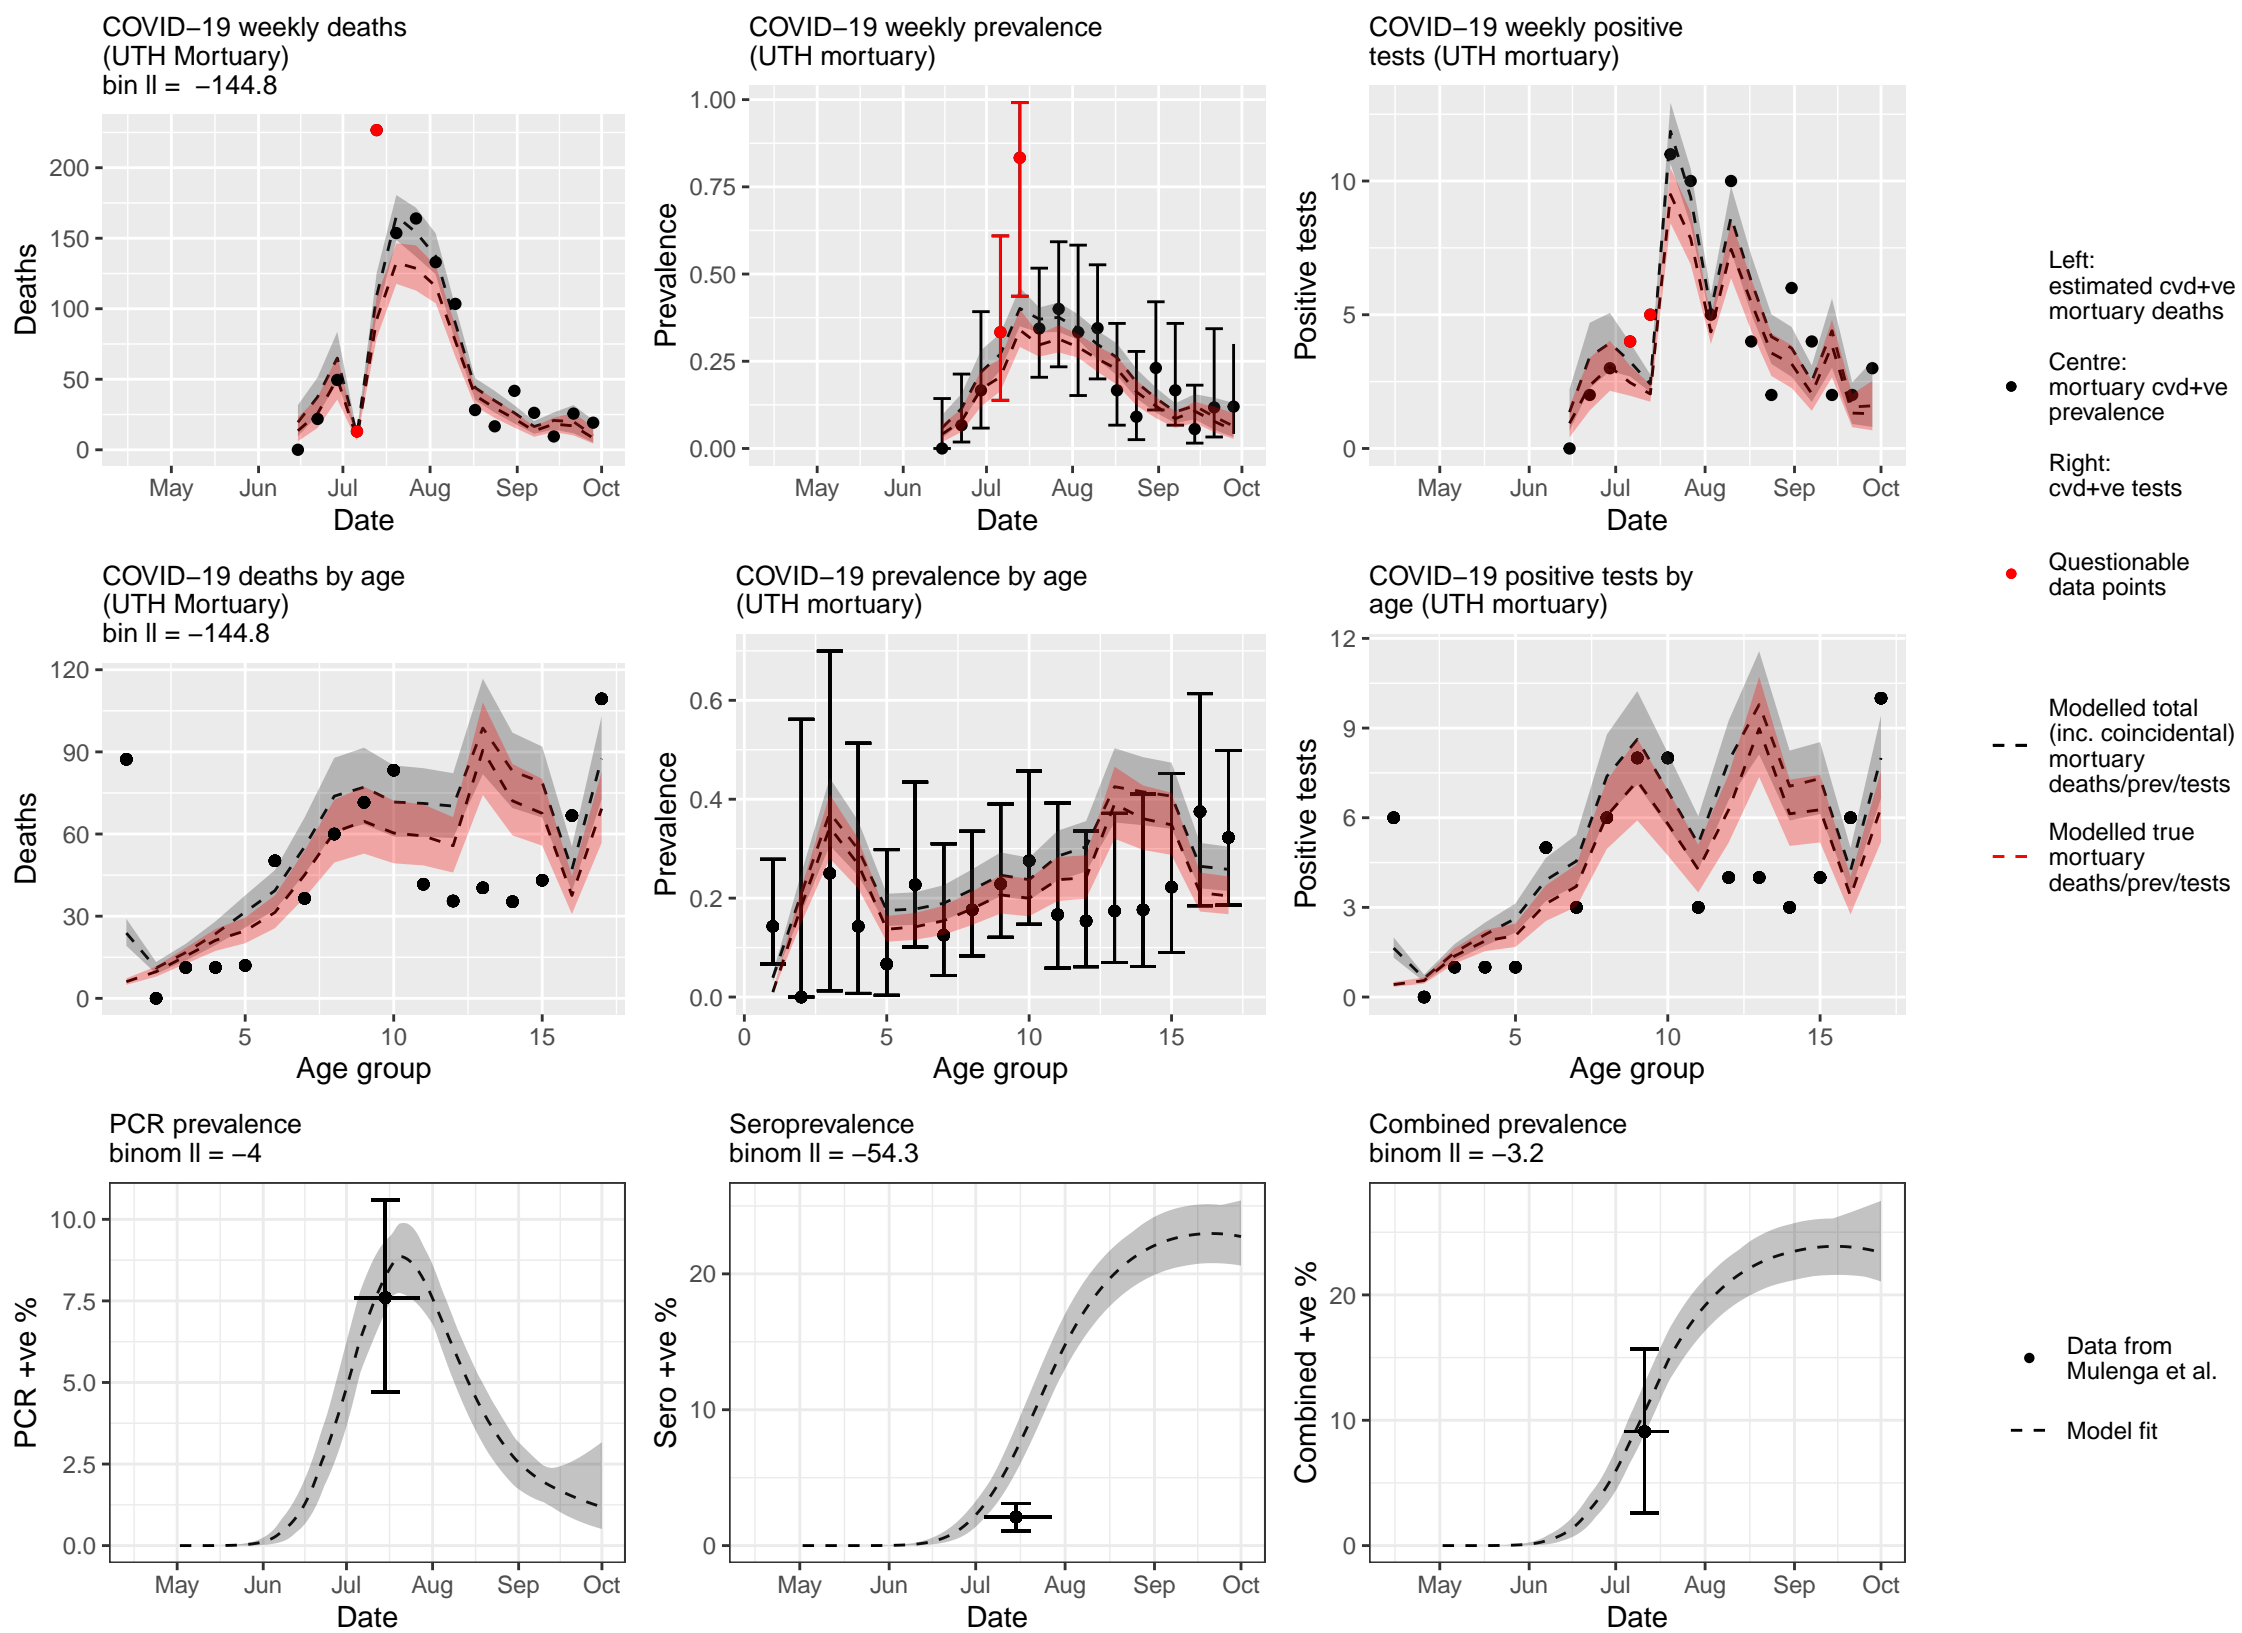 COVID−19 weekly deaths
(UTH Mortuary)
bin ll =  −144.8
Deaths
200
150
100
50
0
May Jun Jul Aug Sep Oct
Date
COVID−19 weekly prevalence
(UTH mortuary)
Prevalence
1.00
0.75
0.50
0.25
0.00
May Jun Jul Aug Sep Oct
Date
COVID−19 weekly positive
tests (UTH mortuary)
Positive tests
10
5
0
May Jun Jul Aug Sep Oct
Date
Left:
estimated cvd+ve
mortuary deaths
Centre:
mortuary cvd+ve
prevalence
Right:
cvd+ve tests
Questionable
data points
COVID−19 deaths by age
(UTH Mortuary)
bin ll = −144.8
Deaths
120
90
60
30
0
5 10 15
Age group
COVID−19 prevalence by age
(UTH mortuary)
Prevalence
0.6
0.4
0.2
0.0
0 5 10 15
Age group
COVID−19 positive tests by
age (UTH mortuary)
Positive tests
12
9
6
3
0
5 10 15
Age group
Modelled total
(inc. coincidental)
mortuary
deaths/prev/tests
Modelled true
mortuary
deaths/prev/tests
PCR prevalence
binom ll = −4
PCR +ve %
10.0
7.5
5.0
2.5
0.0
May Jun Jul Aug Sep Oct
Date
Seroprevalence
binom ll = −54.3
Sero +ve %
20
10
0
May Jun Jul Aug Sep Oct
Date
Combined prevalence
binom ll = −3.2
Combined +ve %
20
10
0
May Jun Jul Aug Sep Oct
Date
Data from
Mulenga et al.
Model fit